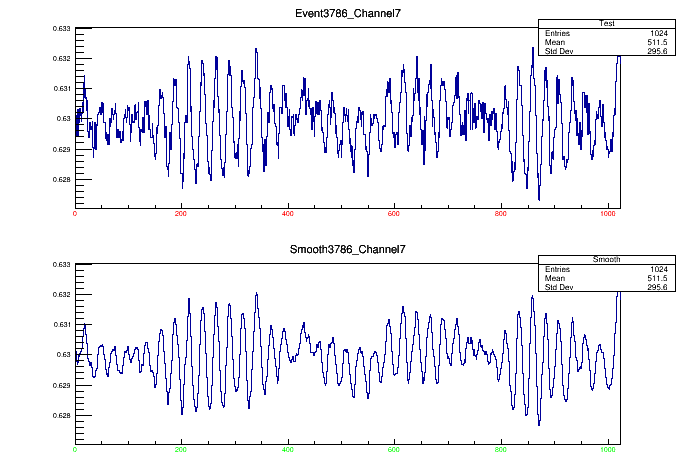 Event3786_Channel7
Test
Entries 1024
Mean 511.5
Std Dev 295.6
0.633
0.632
0.631
0.63
0.629
0.628
0 200 400 600 800 1000
Smooth3786_Channel7
Smooth
Entries 1024
Mean 511.5
Std Dev 295.6
0.633
0.632
0.631
0.63
0.629
0.628
0 200 400 600 800 1000